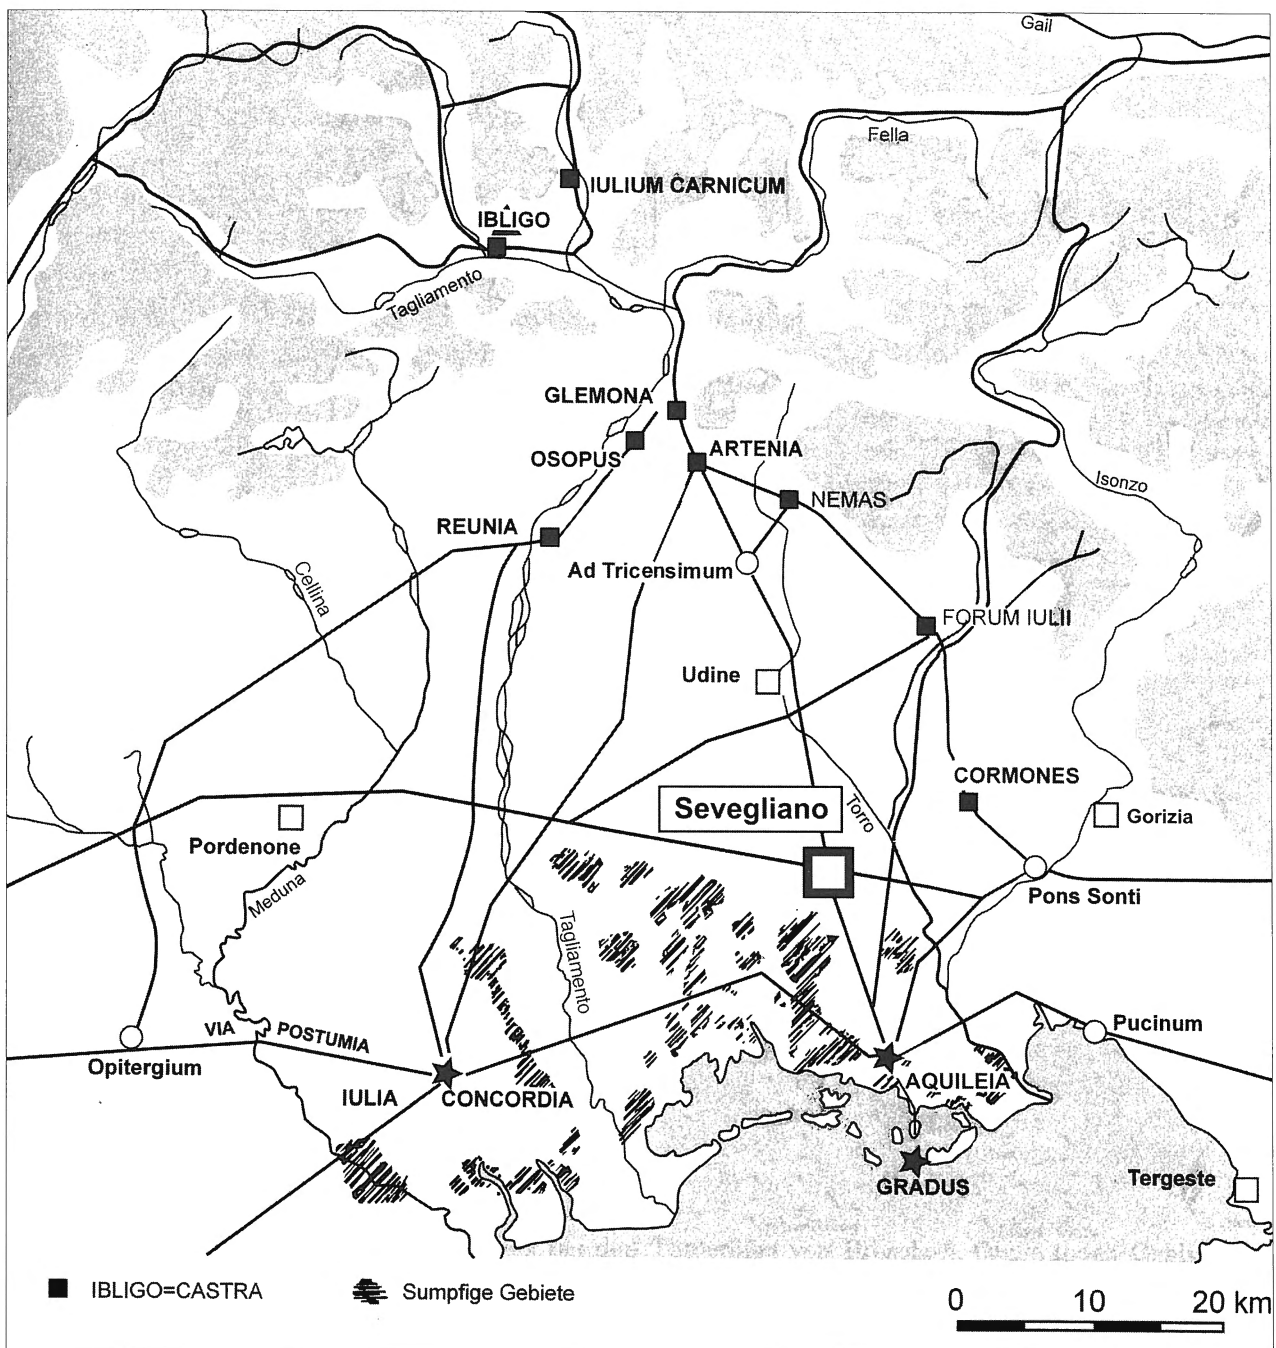 Gail
Fella
IULIUM CARNICUM
IBLIGO
Tagliamento
GLEMONA
OSOPUS
ARTENIA
Isonzo
NEMAS
REUNIA
Ad Tricensimum
Cellina
FORUM IULII
Udine
CORMONES
Sevegliano
Torro
Gorizia
Pordenone
Meduna
Pons Sonti
Tagliamento
VIA POSTUMIA
Pucinum
Opitergium
IULIA CONCORDIA
AQUILEIA
GRADUS
Tergeste
IBLIGO=CASTRA
Sumpfige Gebiete
0 10 20 km